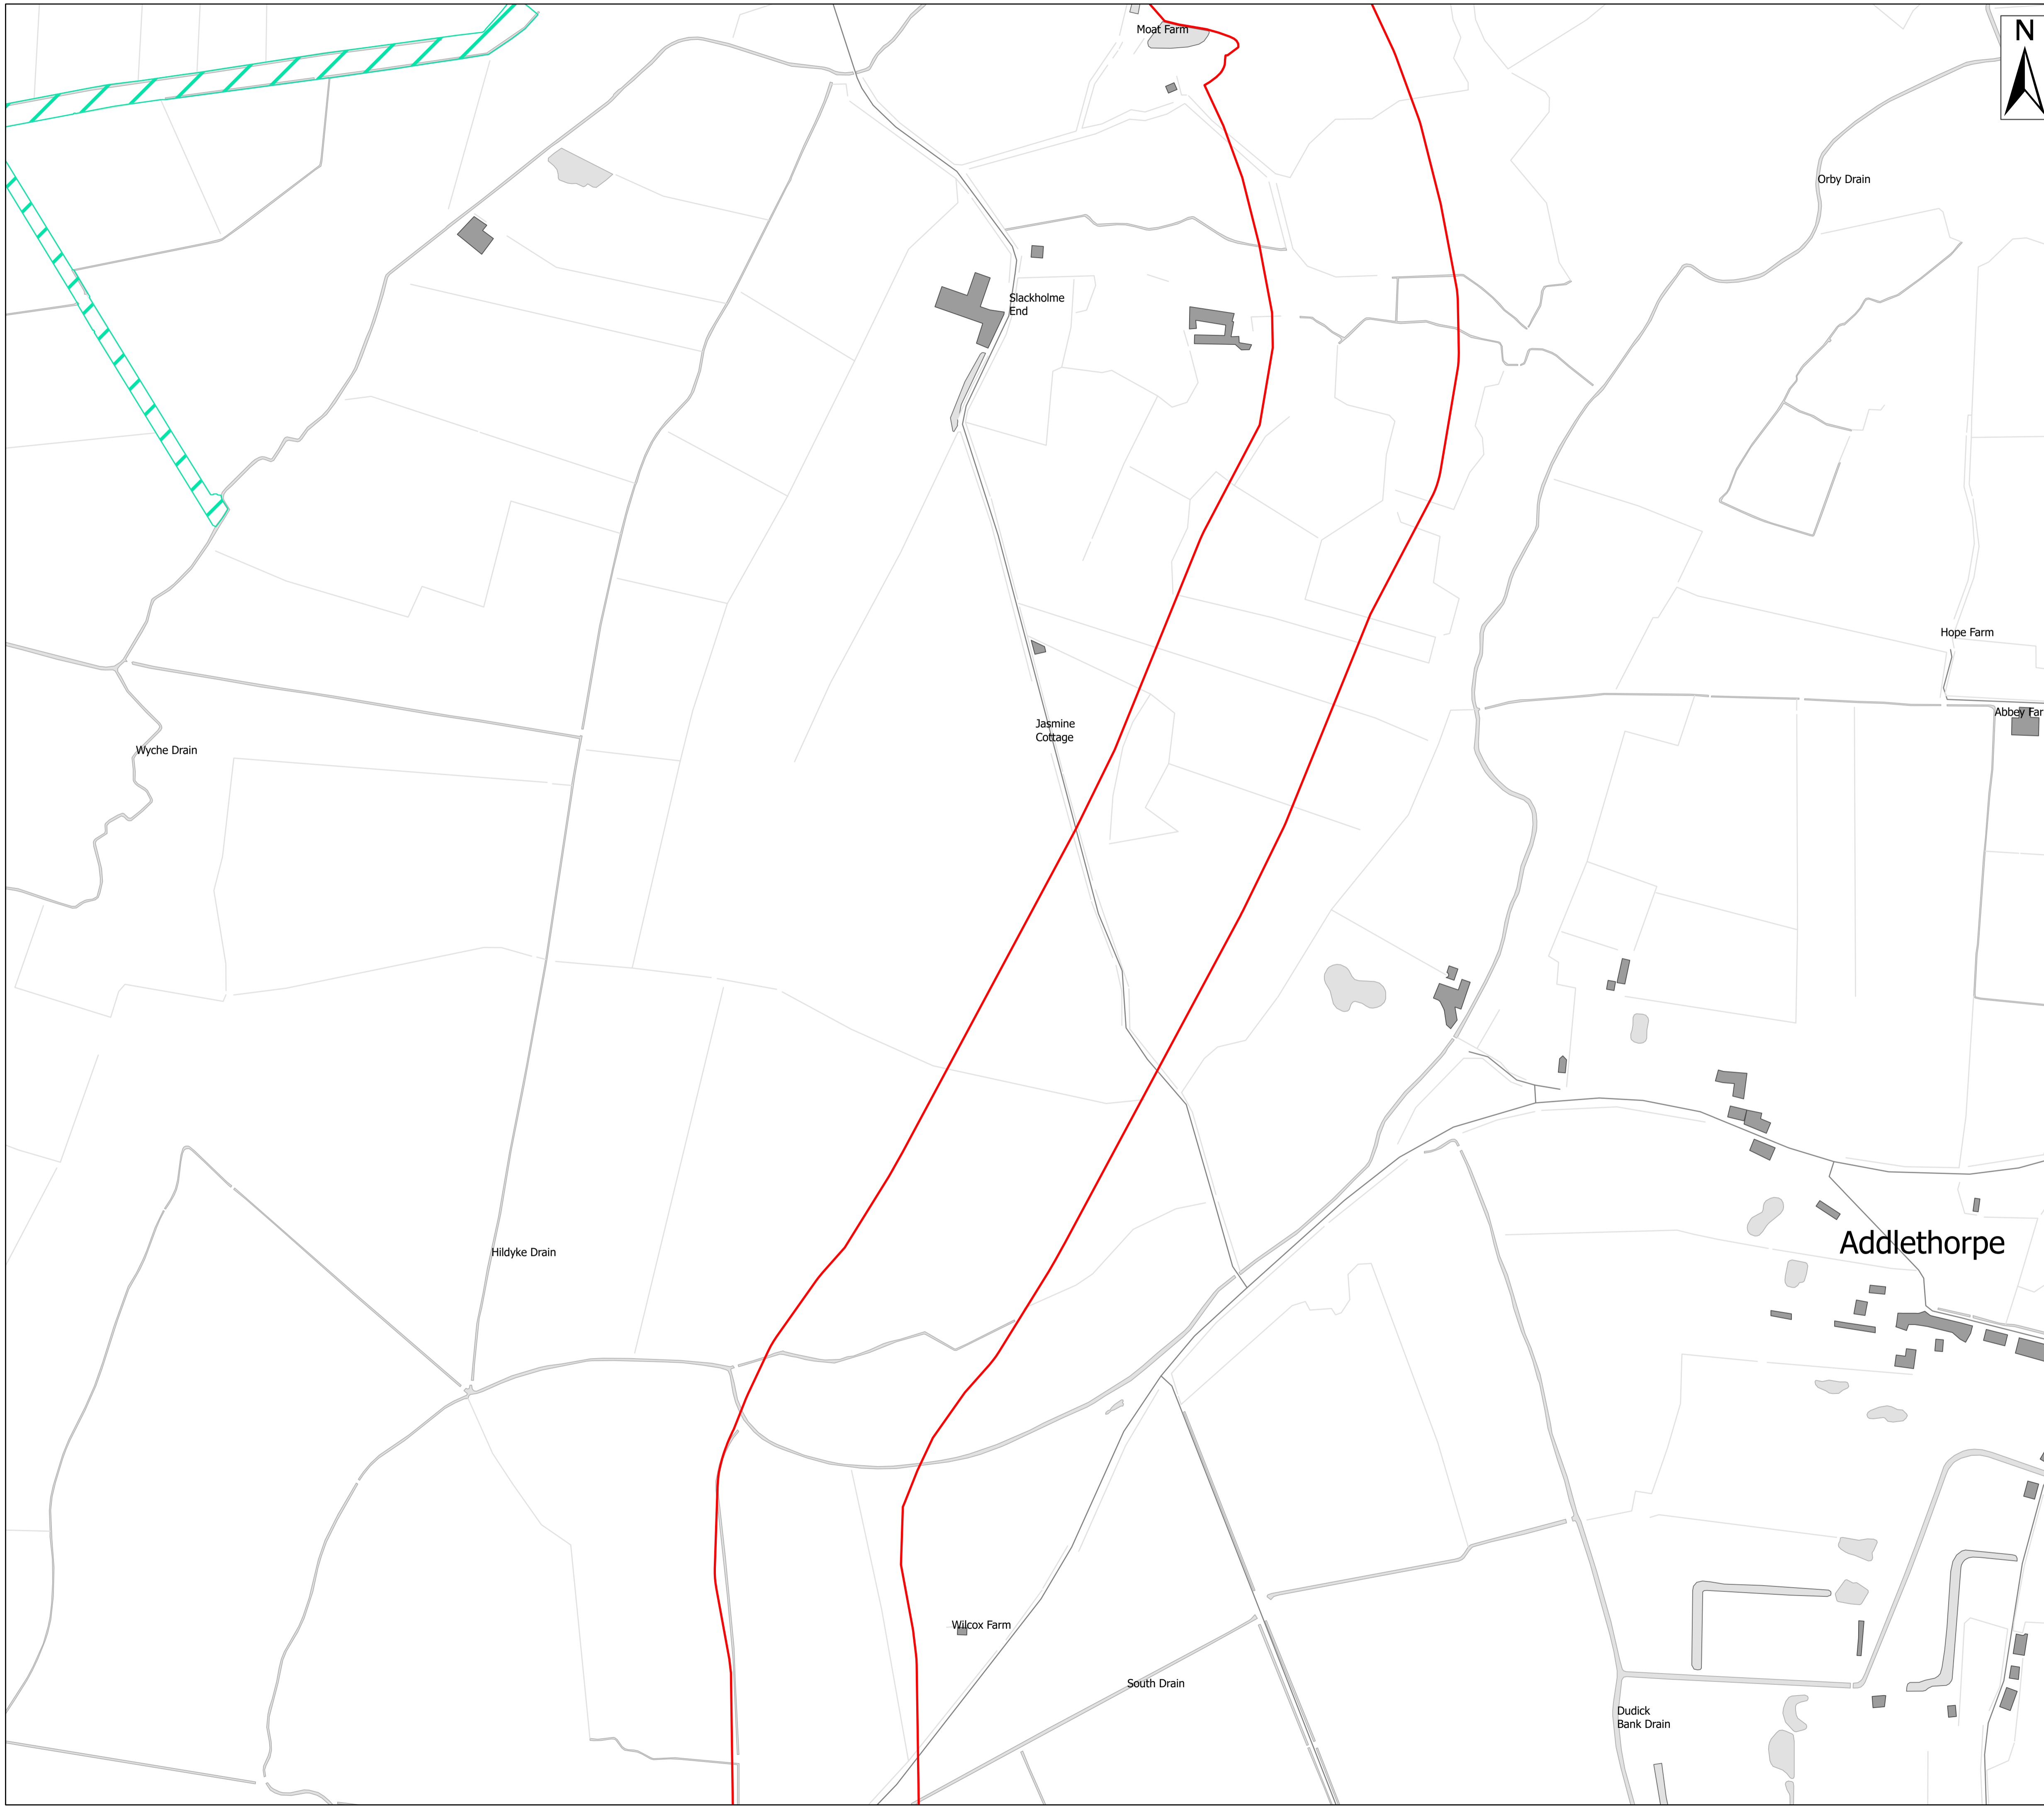 N
Moat Farm
Orby Drain
Slackholme
End
Hope Farm
Abbey Far
Jasmine
Cottage
Wyche Drain
Addlethorpe
Hildyke Drain
Wilcox Farm
South Drain
Dudick
Bank Drain